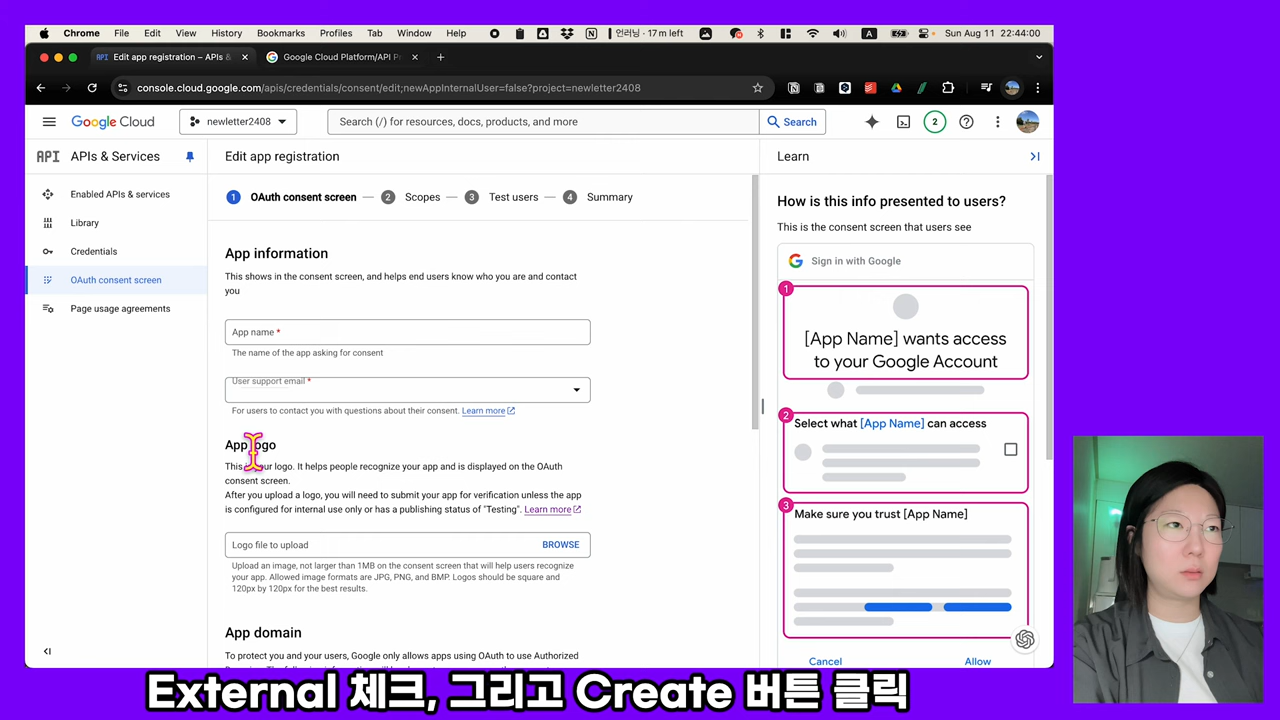 Chrome File Edit View History Bookmarks Profiles Tab Window Help
언러닝 · 17 m left
A
Sun Aug 11 22:44:00
API Edit app registration – APIs &
Google Cloud Platform/API P
console.cloud.google.com/apis/credentials/consent/edit;newAppInternalUser=false?project=newletter2408
Google Cloud
newletter2408
Search (/) for resources, docs, products, and more
Search
2
API APIs & Services
Enabled APIs & services
Library
Credentials
OAuth consent screen
Page usage agreements
Edit app registration
1 OAuth consent screen — 2 Scopes — 3 Test users — 4 Summary
App information
This shows in the consent screen, and helps end users know who you are and contact
you
App name *
The name of the app asking for consent
User support email *
For users to contact you with questions about their consent. Learn more
App logo
This your logo. It helps people recognize your app and is displayed on the OAuth
consent screen.
After you upload a logo, you will need to submit your app for verification unless the app
is configured for internal use only or has a publishing status of "Testing". Learn more
Logo file to upload
BROWSE
Upload an image, not larger than 1MB on the consent screen that will help users recognize
your app. Allowed image formats are JPG, PNG, and BMP. Logos should be square and
120px by 120px for the best results.
App domain
To protect you and your users, Google only allows apps using OAuth to use Authorized
Learn
How is this info presented to users?
This is the consent screen that users see
Sign in with Google
1
[App Name] wants access
to your Google Account
2
Select what [App Name] can access
3
Make sure you trust [App Name]
Cancel
Allow
External 체크, 그리고 Create 버튼 클릭